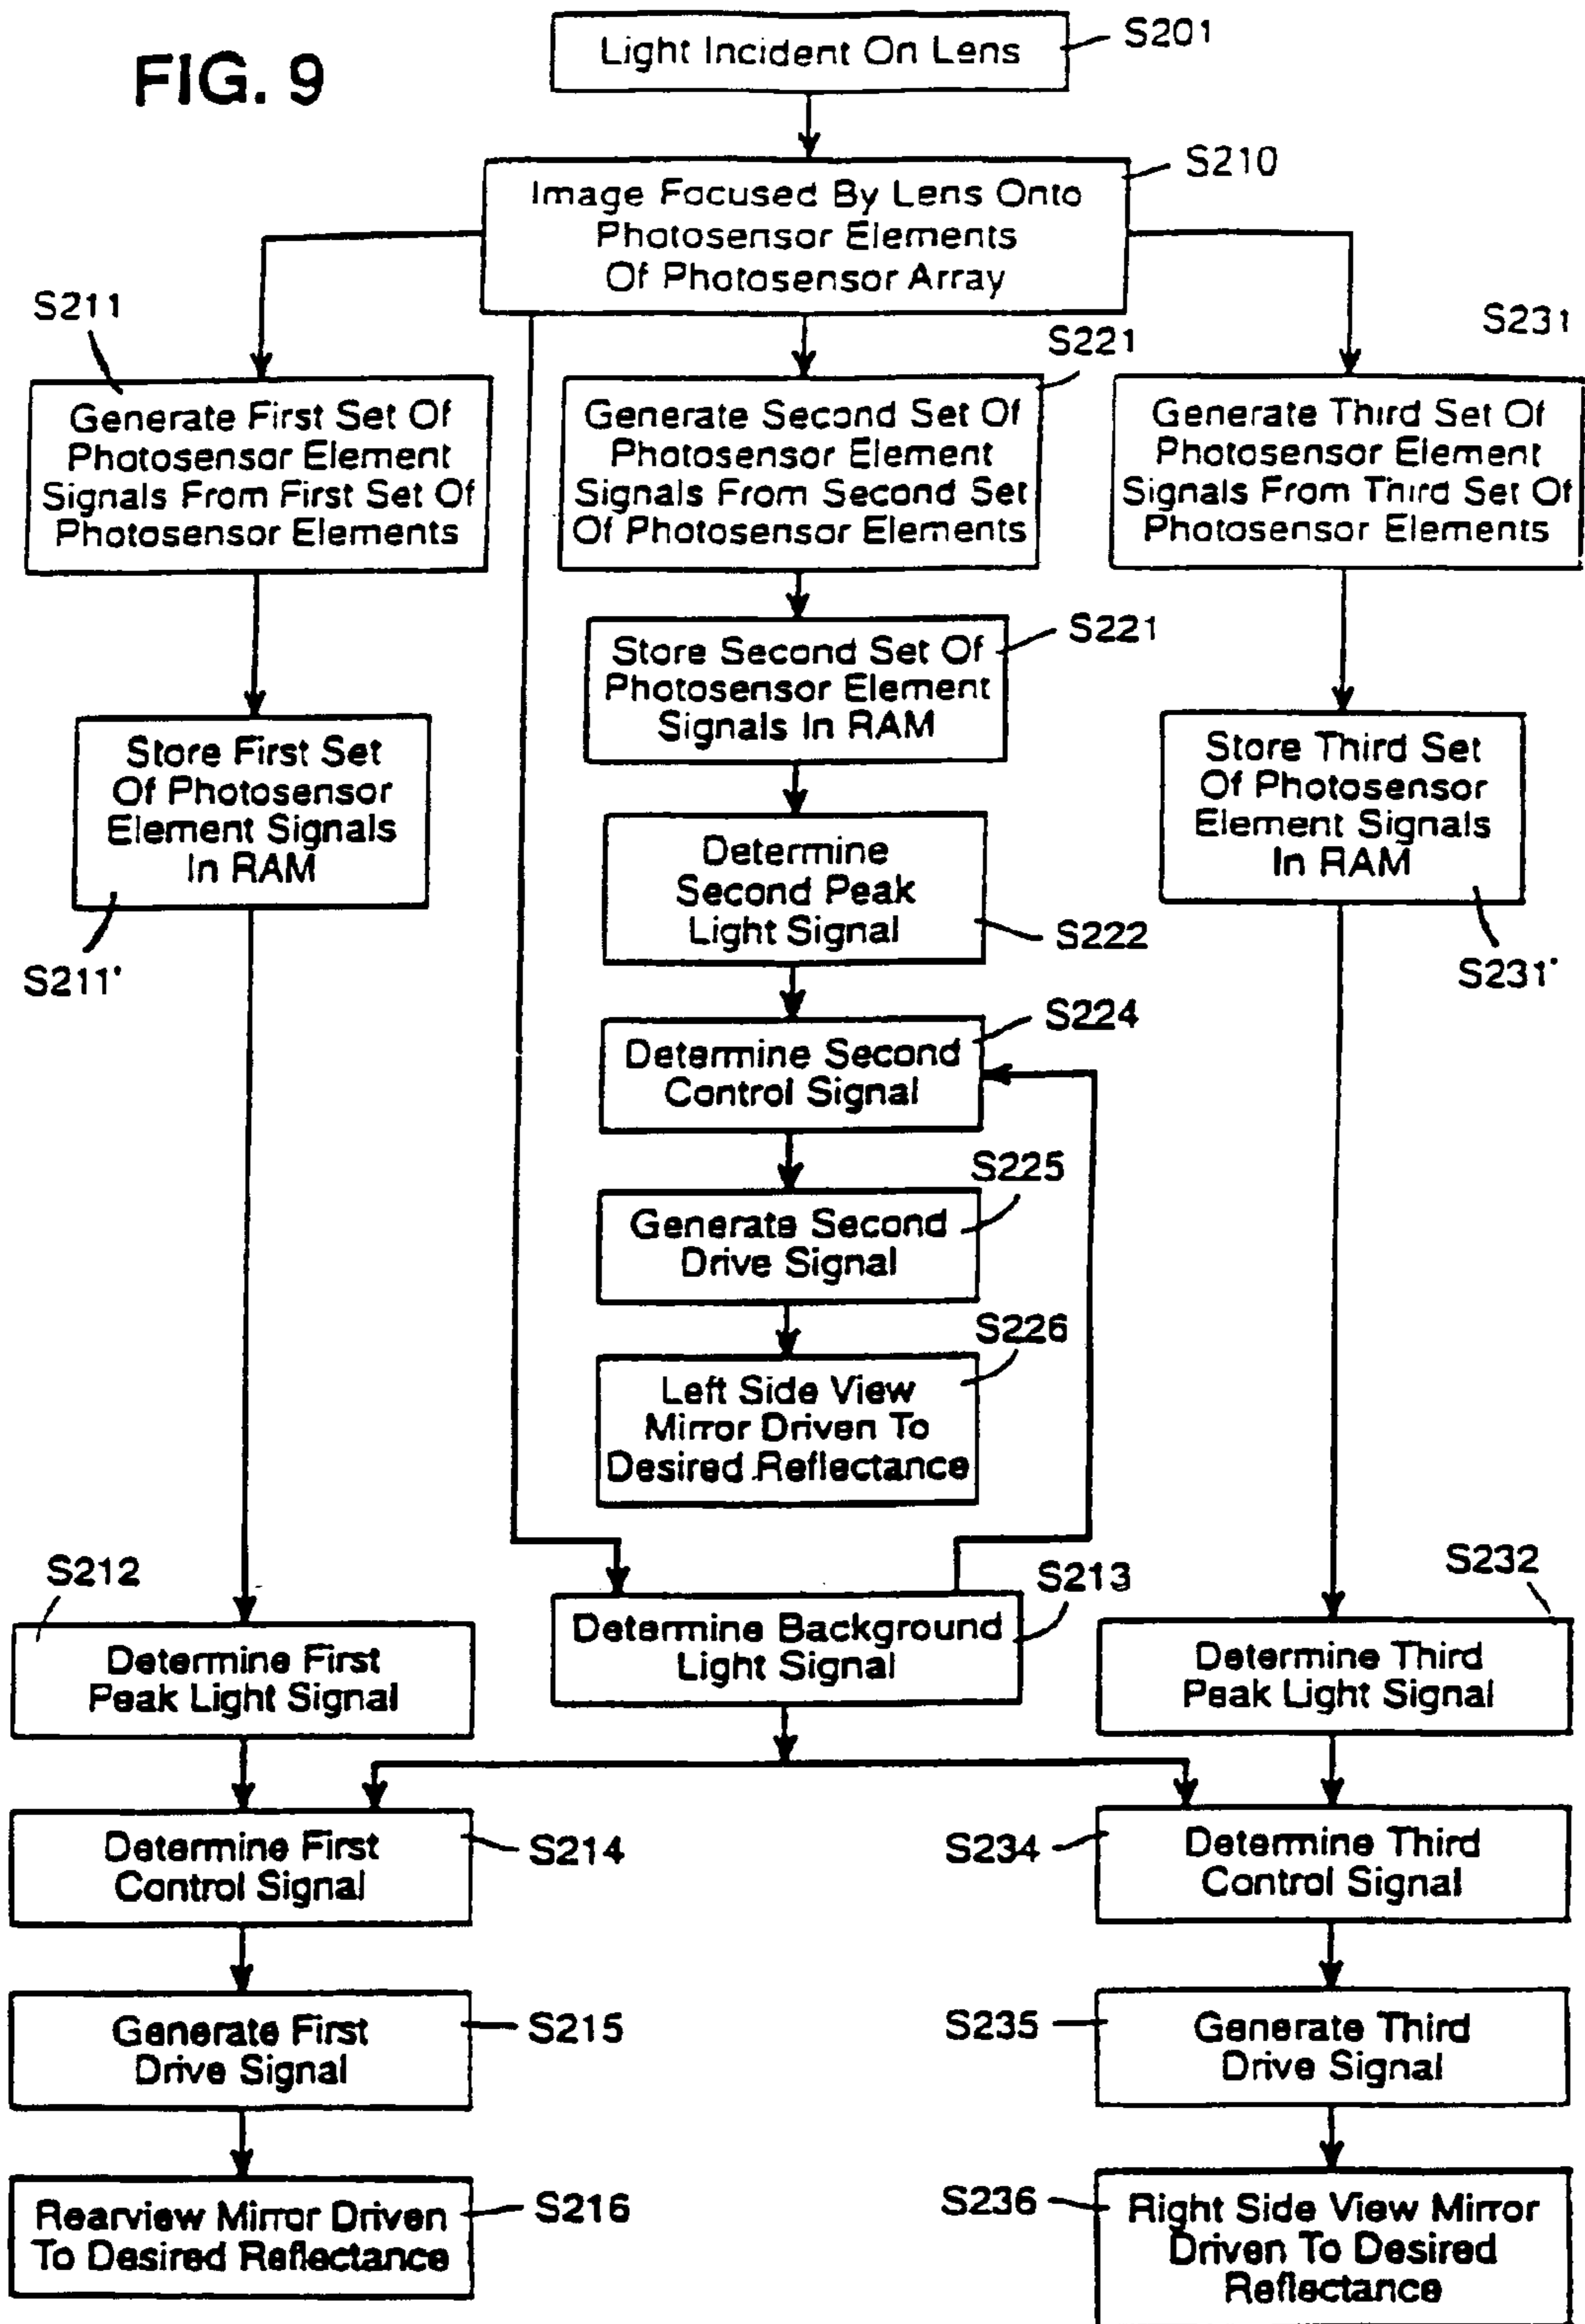 FIG. 9
Light Incident On Lens
S201
Image Focused By Lens Onto
Photosensor Elements
Of Photosensor Array
S210
S211
Generate First Set Of
Photosensor Element
Signals From First Set Of
Photosensor Elements
S221
Generate Second Set Of
Photosensor Element
Signals From Second Set
Of Photosensor Elements
S231
Generate Third Set Of
Photosensor Element
Signals From Third Set Of
Photosensor Elements
Store First Set
Of Photosensor
Element Signals
In RAM
S211'
Store Second Set Of
Photosensor Element
Signals In RAM
S221
Store Third Set
Of Photosensor
Element Signals
In RAM
S231'
Determine
Second Peak
Light Signal
S222
Determine Second
Control Signal
S224
Generate Second
Drive Signal
S225
Left Side View
Mirror Driven To
Desired Reflectance
S226
S212
Determine First
Peak Light Signal
Determine Background
Light Signal
S213
S232
Determine Third
Peak Light Signal
Determine First
Control Signal
S214
S234
Determine Third
Control Signal
Generate First
Drive Signal
S215
S235
Generate Third
Drive Signal
Rearview Mirror Driven
To Desired Reflectance
S216
S236
Right Side View Mirror
Driven To Desired
Reflectance